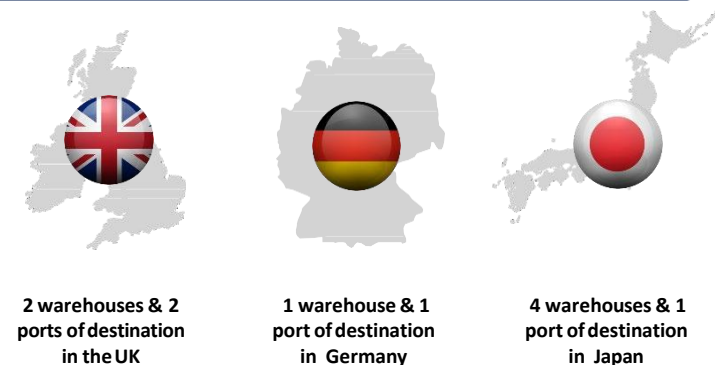 2 warehouses & 2
ports of destination
in the UK
1 warehouse & 1
port of destination
in Germany
4 warehouses & 1
port of destination
in Japan